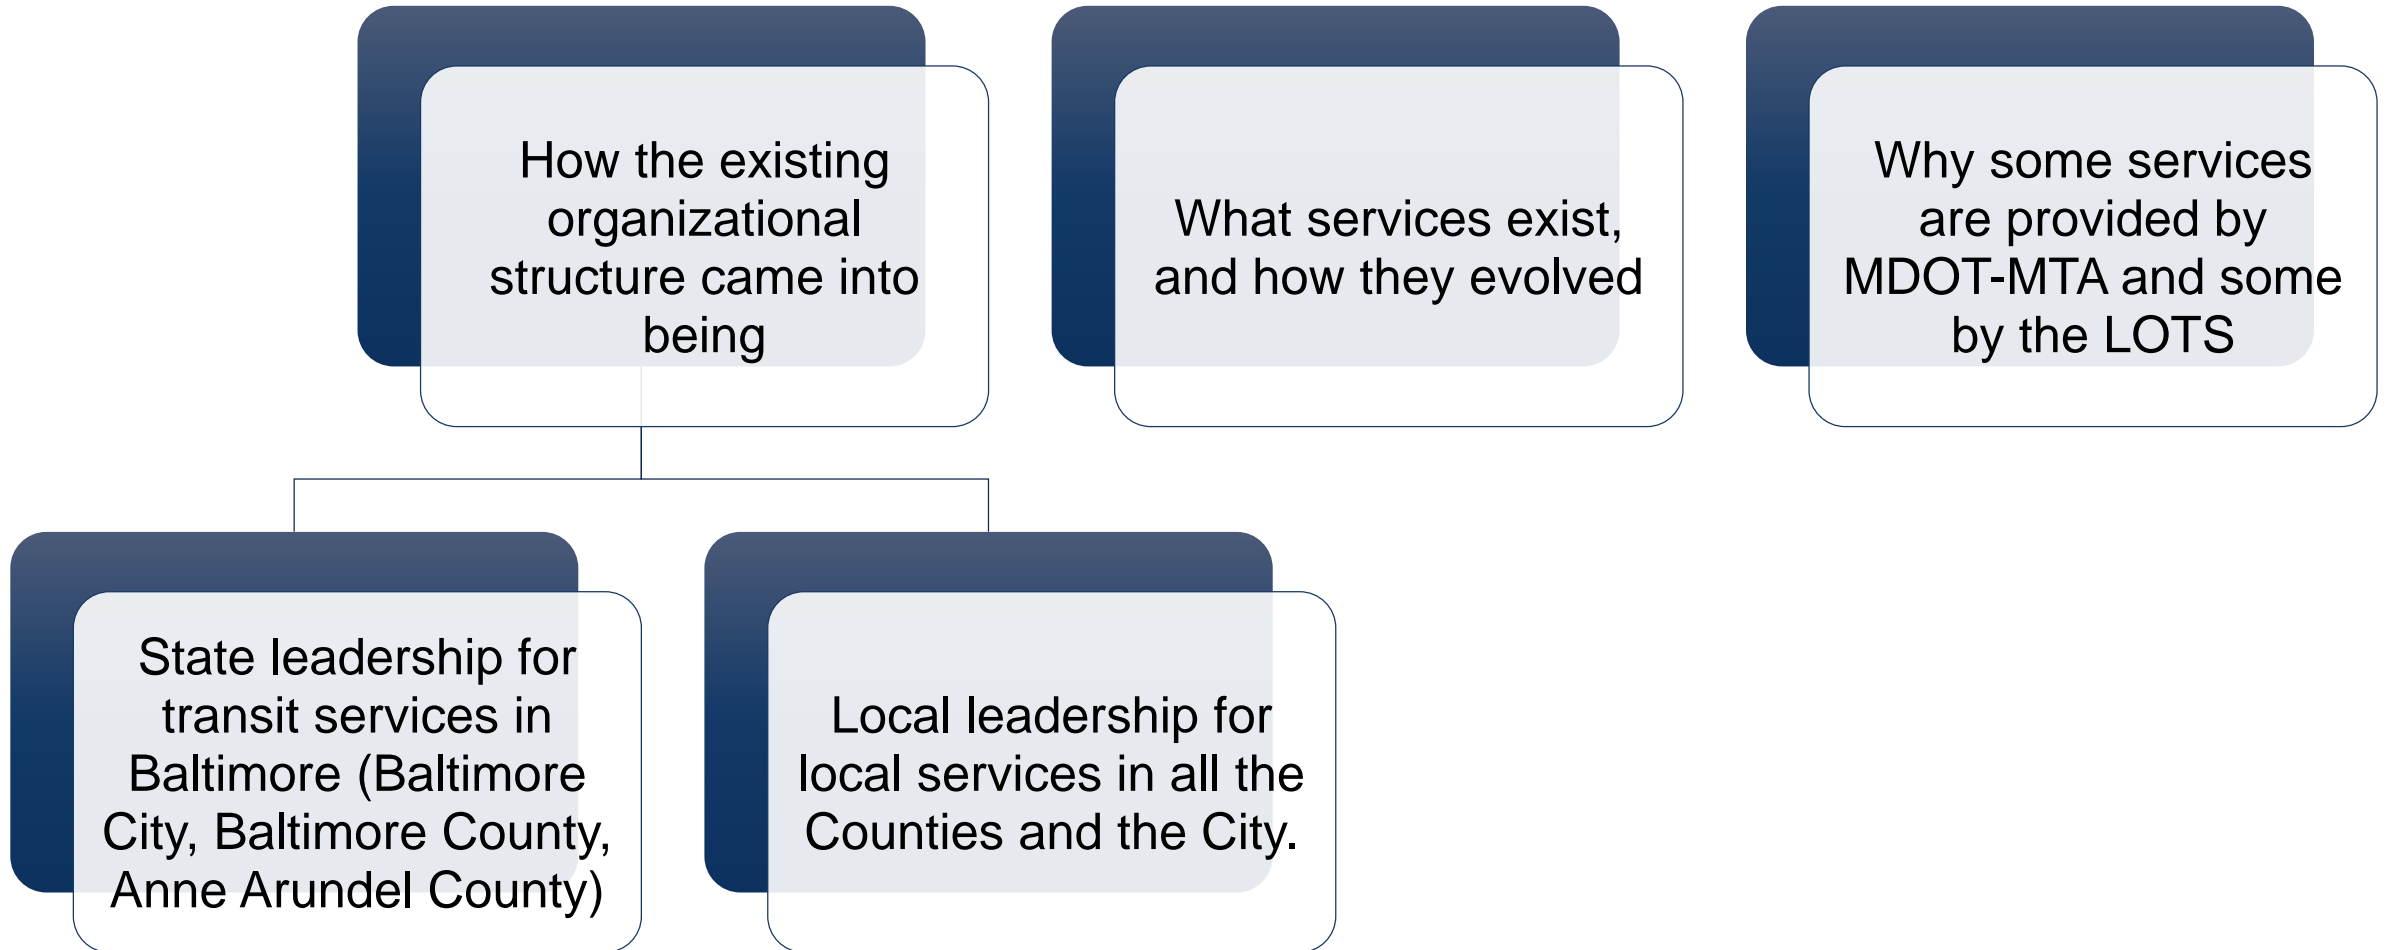 How the existing
organizational
structure came into
being
What services exist,
and how they evolved
Why some services
are provided by
MDOT-MTA and some
by the LOTS
State leadership for
transit services in
Baltimore (Baltimore
City, Baltimore County,
Anne Arundel County)
Local leadership for
local services in all the
Counties and the City.